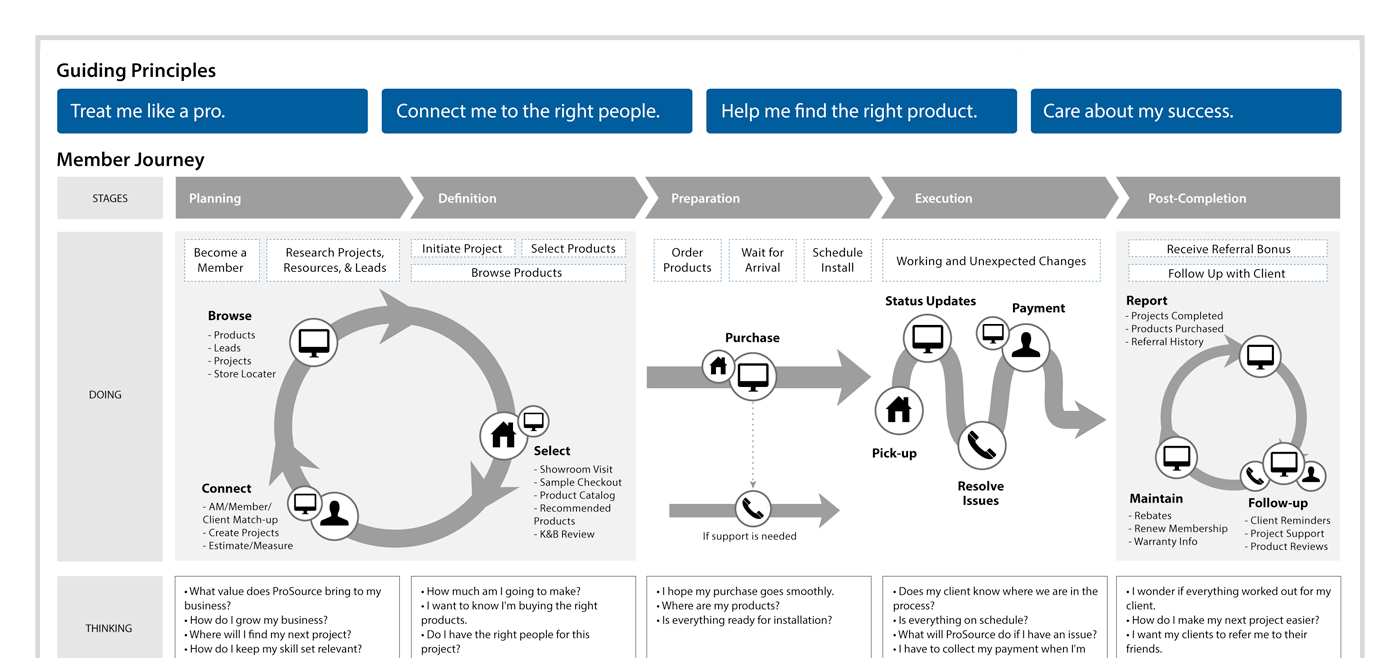 Guiding Principles
Treat me like a pro.
Connect me to the right people.
Help me find the right product.
Care about my success.
Member Journey
STAGES
Planning
Definition
Preparation
Execution
Post-Completion
DOING
Become a
Member
Research Projects,
Resources, & Leads
Initiate Project
Select Products
Browse Products
Order
Products
Wait for
Arrival
Schedule
Install
Working and Unexpected Changes
Receive Referral Bonus
Follow Up with Client
Browse
- Products
- Leads
- Projects
- Store Locater
Select
- Showroom Visit
- Sample Checkout
- Product Catalog
- Recommended
Products
- K&B Review
Connect
- AM/Member/
Client Match-up
- Create Projects
- Estimate/Measure
Purchase
If support is needed
Status Updates
Payment
Pick-up
Resolve
Issues
Report
- Projects Completed
- Products Purchased
- Referral History
Maintain
- Rebates
- Renew Membership
- Warranty Info
Follow-up
- Client Reminders
- Project Support
- Product Reviews
THINKING
• What value does ProSource bring to my
business?
• How do I grow my business?
• Where will I find my next project?
• How do I keep my skill set relevant?
• How much am I going to make?
• I want to know I'm buying the right
products.
• Do I have the right people for this
project?
• I hope my purchase goes smoothly.
• Where are my products?
• Is everything ready for installation?
• Does my client know where we are in the
process?
• Is everything on schedule?
• What will ProSource do if I have an issue?
• I have to collect my payment when I'm
• I wonder if everything worked out for my
client.
• How do I make my next project easier?
• I want my clients to refer me to their
friends.